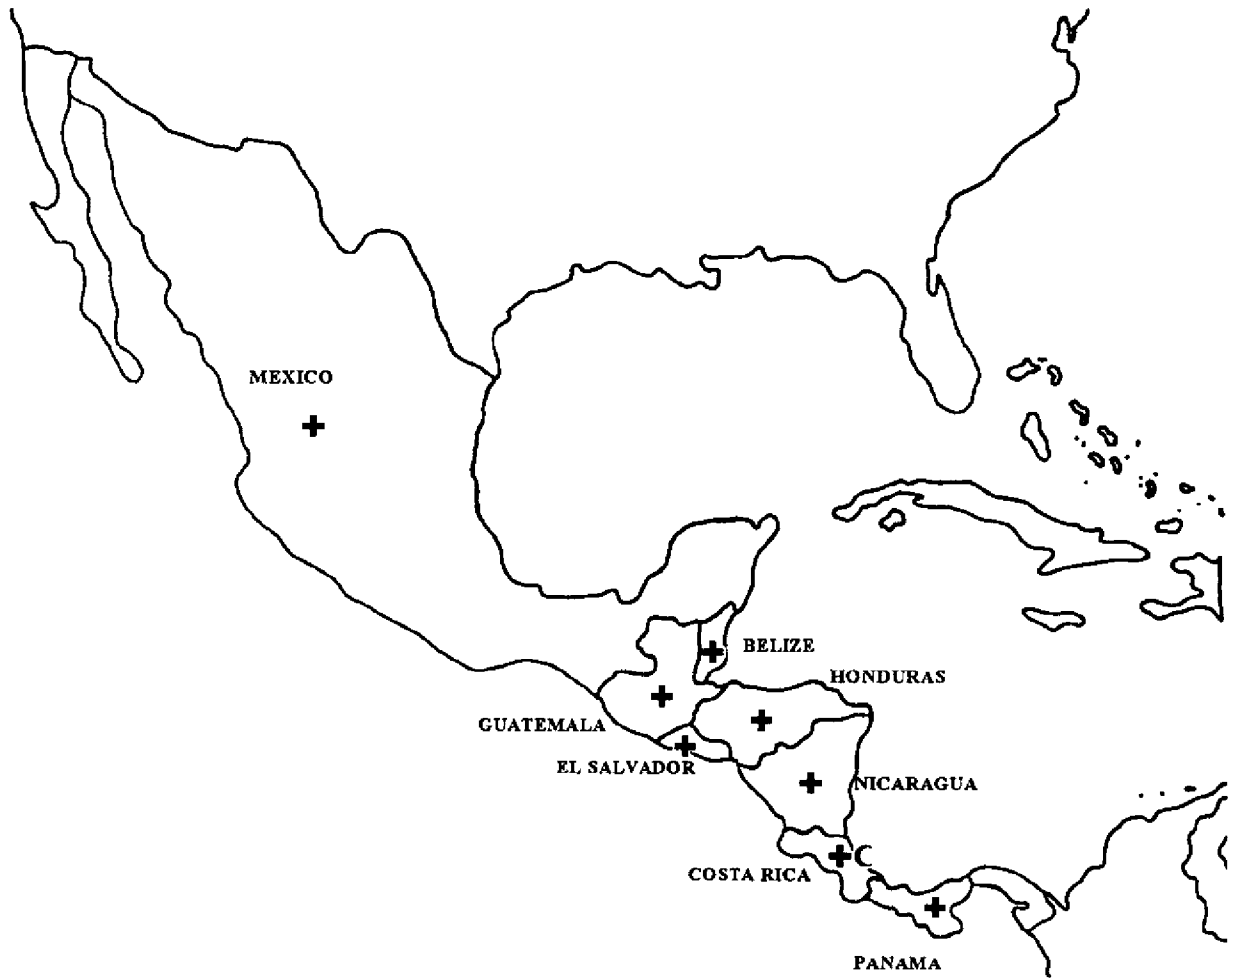 MEXICO
BELIZE
HONDURAS
GUATEMALA
EL SALVADOR
NICARAGUA
C
COSTA RICA
PANAMA